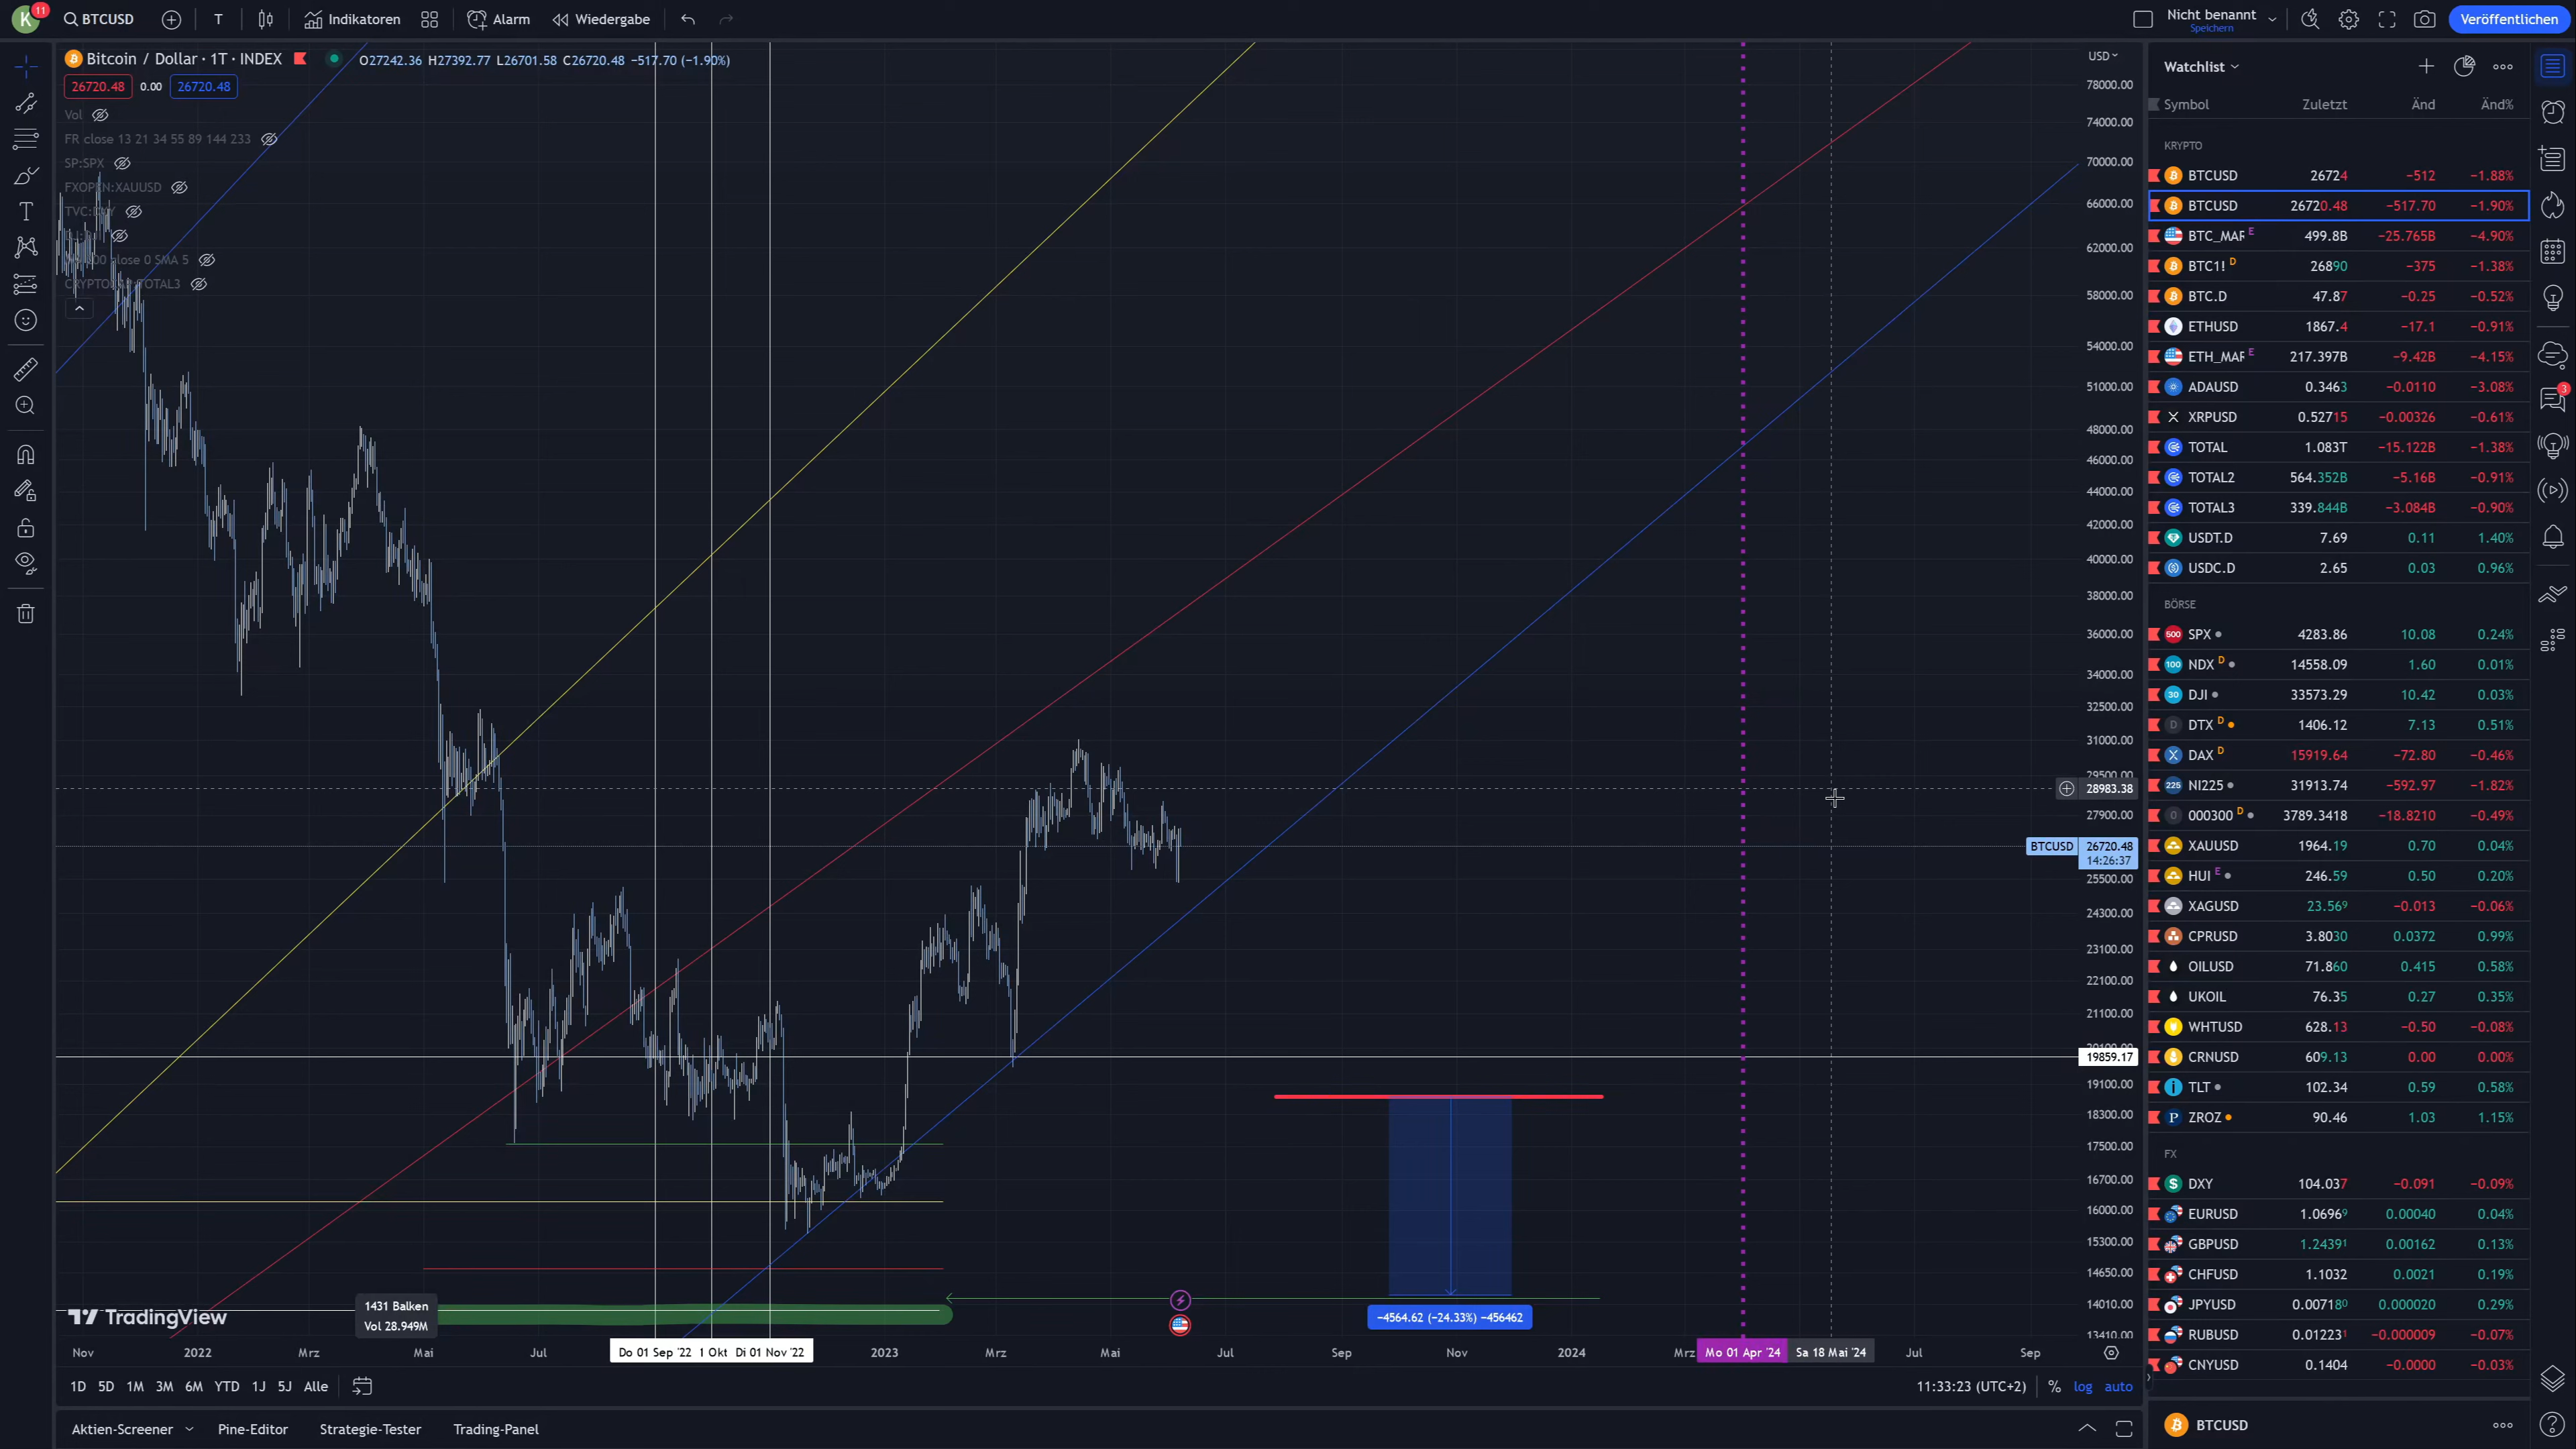 K 11 BTCUSD T Indikatoren Alarm Wiedergabe Nicht benannt Speichern Veröffentlichen
Bitcoin / Dollar · 1T · INDEX O27242.36 H27392.77 L26701.58 C26720.48 −517.70 (−1.90%)
26720.48 0.00 26720.48
Vol
FR close 13 21 34 55 89 144 233
SP:SPX
FXOPEN:XAUUSD
close 0 SMA 5
USD
78000.00
74000.00
70000.00
66000.00
62000.00
58000.00
54000.00
51000.00
48000.00
46000.00
44000.00
42000.00
40000.00
38000.00
36000.00
34000.00
32500.00
31000.00
29500.00
28983.38
27900.00
BTCUSD 26720.48
14:26:37
25500.00
24300.00
23100.00
22100.00
21100.00
19859.17
19100.00
18300.00
17500.00
16700.00
16000.00
15300.00
14650.00
14010.00
13410.00
TradingView
1431 Balken
Vol 28.949M
−4564.62 (−24.33%) −456462
Nov 2022 Mrz Mai Jul Do 01 Sep '22 1 Okt Di 01 Nov '22 2023 Mrz Mai Jul Sep Nov 2024 Mrz Mo 01 Apr '24 Sa 18 Mai '24 Jul Sep
1D 5D 1M 3M 6M YTD 1J 5J Alle 11:33:23 (UTC+2) % log auto
Aktien-Screener Pine-Editor Strategie-Tester Trading-Panel
Watchlist
Symbol Zuletzt Änd Änd%
KRYPTO
BTCUSD 26724 −512 −1.88%
BTCUSD 26720.48 −517.70 −1.90%
BTC_MAR E 499.8B −25.765B −4.90%
BTC1! D 26890 −375 −1.38%
BTC.D 47.87 −0.25 −0.52%
ETHUSD 1867.4 −17.1 −0.91%
ETH_MAR E 217.397B −9.42B −4.15%
ADAUSD 0.3463 −0.0110 −3.08%
XRPUSD 0.52715 −0.00326 −0.61%
TOTAL 1.083T −15.122B −1.38%
TOTAL2 564.352B −5.16B −0.91%
TOTAL3 339.844B −3.084B −0.90%
USDT.D 7.69 0.11 1.40%
USDC.D 2.65 0.03 0.96%
BÖRSE
500 SPX 4283.86 10.08 0.24%
100 NDX D 14558.09 1.60 0.01%
30 DJI 33573.29 10.42 0.03%
D DTX D 1406.12 7.13 0.51%
X DAX D 15919.64 −72.80 −0.46%
225 NI225 31913.74 −592.97 −1.82%
0 000300 D 3789.3418 −18.8210 −0.49%
XAUUSD 1964.19 0.70 0.04%
HUI E 246.59 0.50 0.20%
XAGUSD 23.569 −0.013 −0.06%
CPRUSD 3.8030 0.0372 0.99%
OILUSD 71.860 0.415 0.58%
UKOIL 76.35 0.27 0.35%
WHTUSD 628.13 −0.50 −0.08%
CRNUSD 609.13 0.00 0.00%
TLT 102.34 0.59 0.58%
P ZROZ 90.46 1.03 1.15%
FX
$ DXY 104.037 −0.091 −0.09%
EURUSD 1.06969 0.00040 0.04%
GBPUSD 1.24391 0.00162 0.13%
CHFUSD 1.1032 0.0021 0.19%
JPYUSD 0.007180 0.000020 0.29%
RUBUSD 0.012231 −0.000009 −0.07%
CNYUSD 0.1404 −0.0000 −0.03%
BTCUSD
3